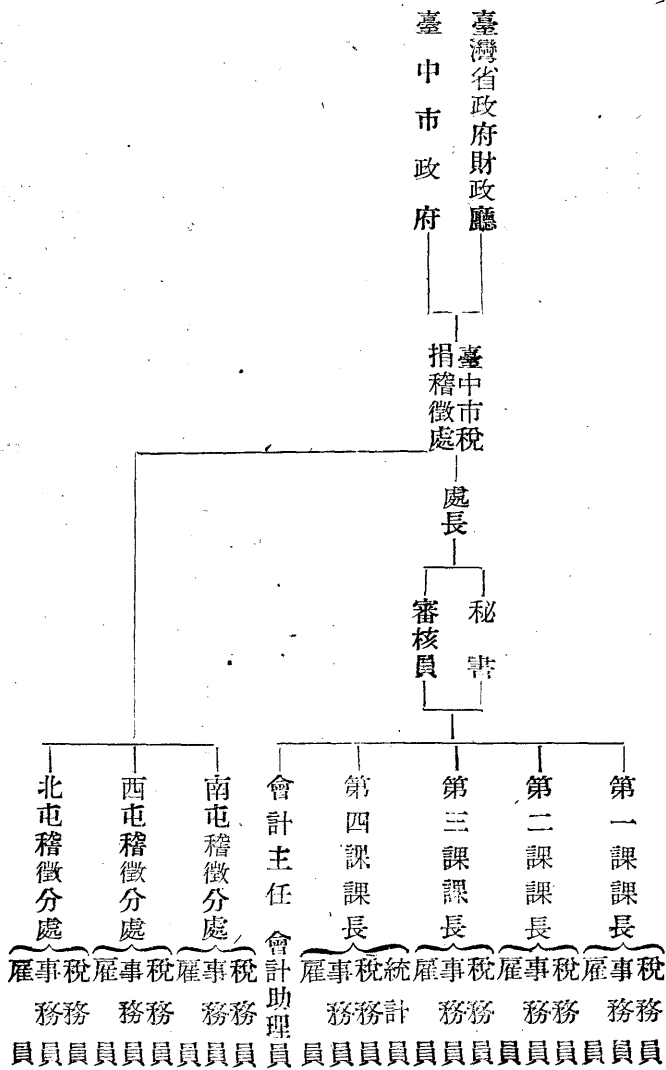 臺灣省政府財政廳
臺中市政府
臺中市稅
捐稽徵處
處長
秘書
審核員
第一課課長
稅務員
事務員
雇員
第二課課長
稅務員
事務員
雇員
第三課課長
稅務員
事務員
雇員
第四課課長
統計員
稅務員
事務員
雇員
會計主任
會計助理員
南屯稽徵分處
稅務員
事務員
雇員
西屯稽徵分處
稅務員
事務員
雇員
北屯稽徵分處
稅務員
事務員
雇員